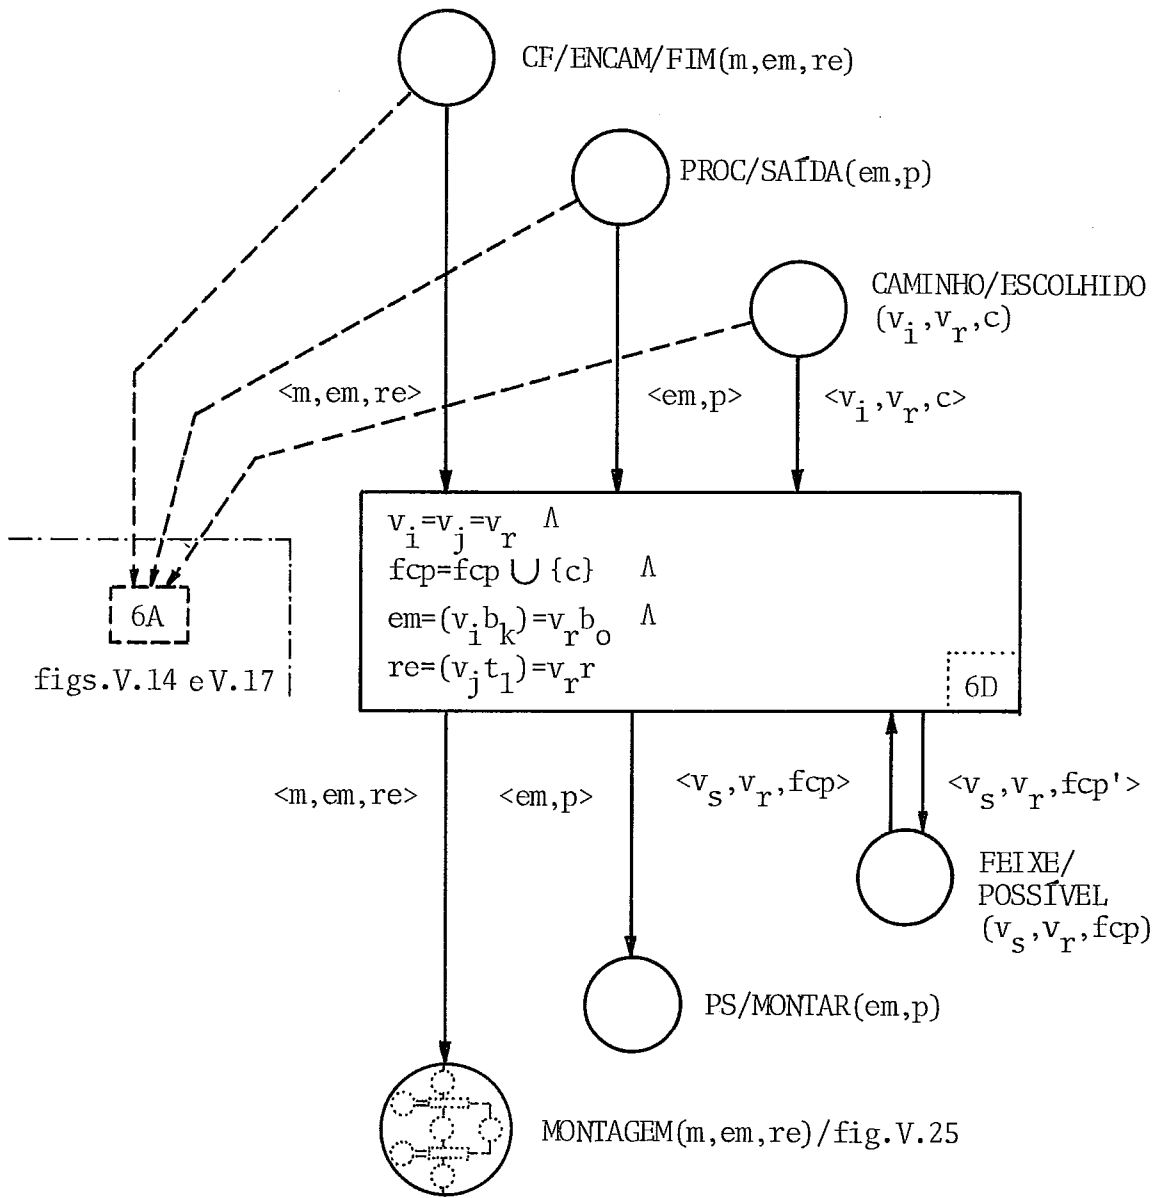 CF/ENCAM/FIM(m,em,re)
PROC/SAÍDA(em,p)
CAMINHO/ESCOLHIDO
(v_i,v_r,c)
<m,em,re>
<em,p>
<v_i,v_r,c>
v_i=v_j=v_r Λ
fcp=fcp ∪ {c} Λ
em=(v_i b_k)=v_r b_o Λ
re=(v_j t_l)=v_r r
6D
6A
figs.V.14 e V.17
<m,em,re>
<em,p>
<v_s,v_r,fcp>
<v_s,v_r,fcp'>
FEIXE/
POSSÍVEL
(v_s,v_r,fcp)
PS/MONTAR(em,p)
MONTAGEM(m,em,re)/fig.V.25